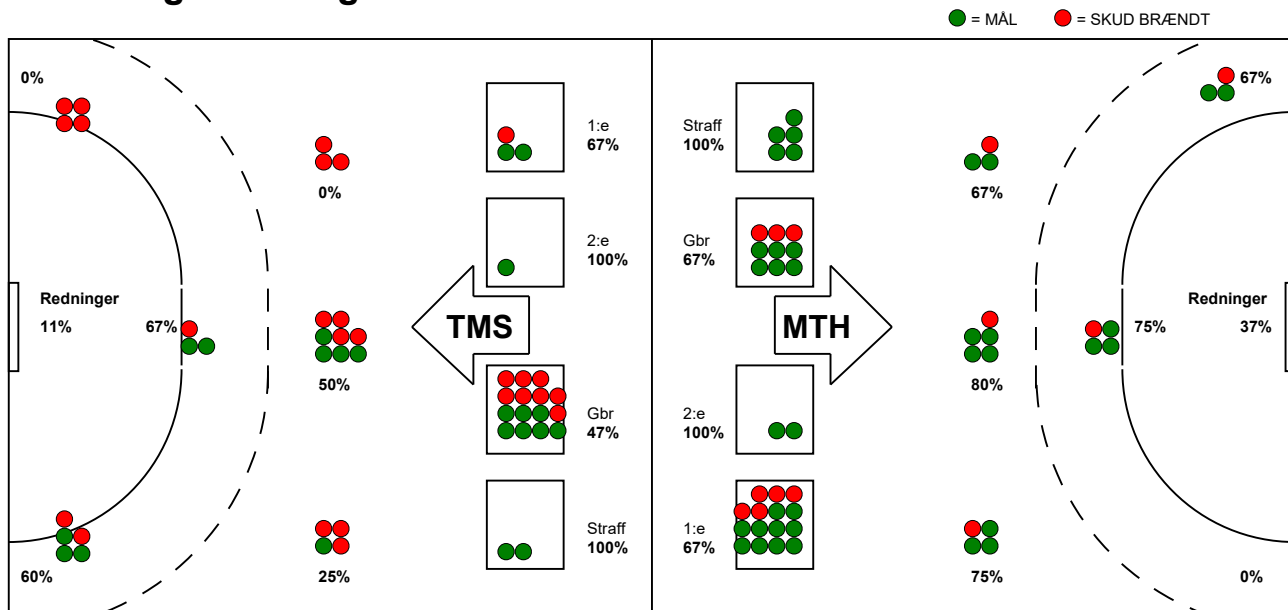 = MÅL = SKUD BRÆNDT
0%
0%
1:e
67%
2:e
100%
Redninger
11%
67%
TMS
50%
Gbr
47%
Straff
100%
60%
25%
Straff
100%
Gbr
67%
MTH
2:e
100%
1:e
67%
67%
67%
Redninger
75% 37%
80%
75%
0%